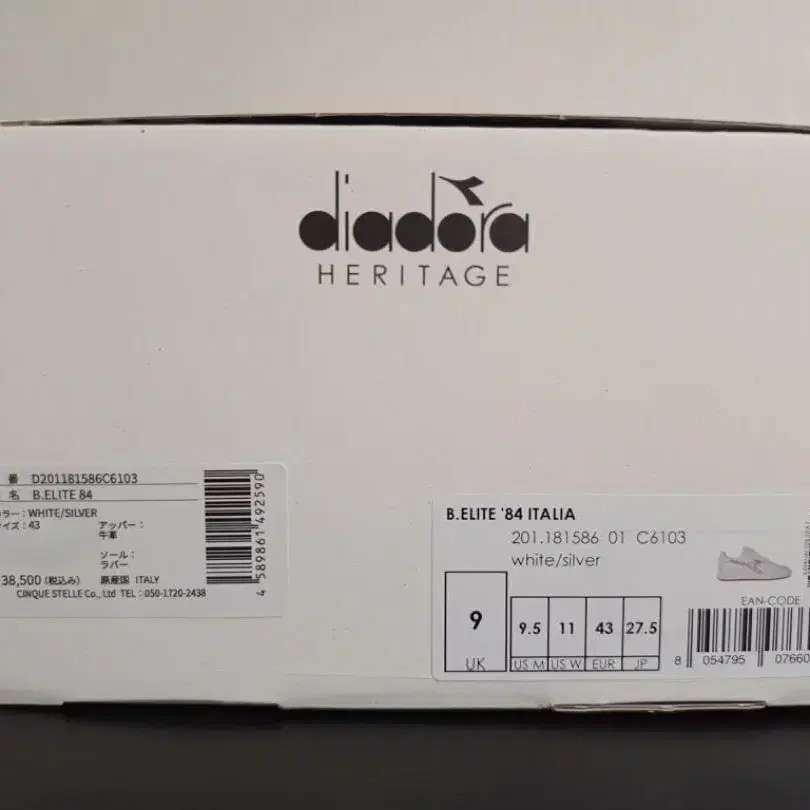 diadora
HERITAGE
番 D201181586C6103
名 B.ELITE 84
ラー：WHITE/SILVER
イズ：43
アッパー：
牛革
ソール：
ラバー
38,500 (税込み) 原産国 ITALY
CINQUE STELLE Co., Ltd TEL：050-1720-2438
4 589861 492590
B.ELITE '84 ITALIA
201.181586 01 C6103
white/silver
EAN-CODE
9 9.5 11 43 27.5
UK US M US W EUR JP
8 054795 07660